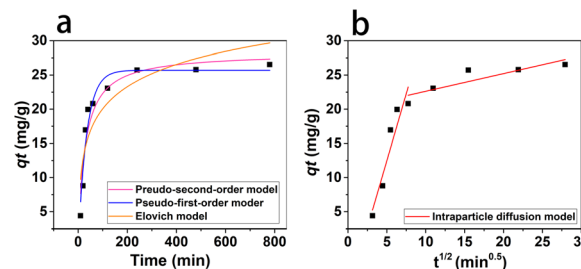 a
30
25
20
15
10
5
qt (mg/g)
Preudo-second-order model
Pseudo-first-order moder
Elovich model
0 200 400 600 800
Time (min)
b
30
25
20
15
10
5
qt (mg/g)
Intraparticle diffusion model
0 5 10 15 20 25 30
t1/2 (min0.5)